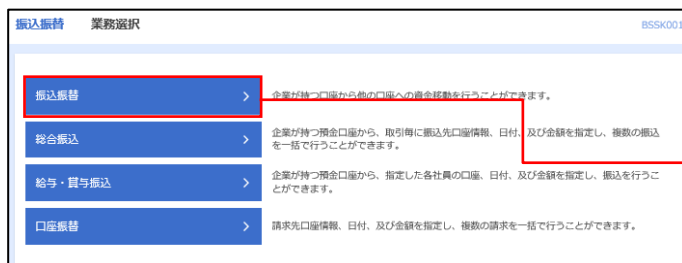 振込振替 業務選択 BSSK001
振込振替 企業が持つ口座から他の口座への資金移動を行うことができます。
総合振込 企業が持つ預金口座から、取引毎に振込先口座情報、日付、及び金額を指定し、複数の振込
を一括で行うことができます。
給与・賞与振込 企業が持つ預金口座から、指定した各社員の口座、日付、及び金額を指定し、振込を行うこ
とができます。
口座振替 請求先口座情報、日付、及び金額を指定し、複数の請求を一括で行うことができます。